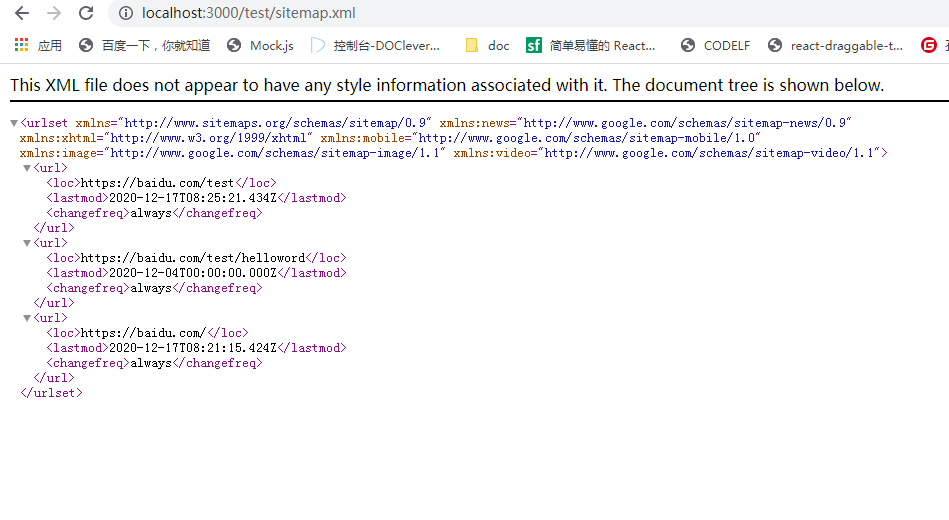 localhost:3000/test/sitemap.xml
应用 百度一下，你就知道 Mock.js 控制台-DOClever... doc 简单易懂的 React... CODELF react-draggable-t...
This XML file does not appear to have any style information associated with it. The document tree is shown below.
<urlset xmlns="http://www.sitemaps.org/schemas/sitemap/0.9" xmlns:news="http://www.google.com/schemas/sitemap-news/0.9"
xmlns:xhtml="http://www.w3.org/1999/xhtml" xmlns:mobile="http://www.google.com/schemas/sitemap-mobile/1.0"
xmlns:image="http://www.google.com/schemas/sitemap-image/1.1" xmlns:video="http://www.google.com/schemas/sitemap-video/1.1">
<url>
<loc>https://baidu.com/test</loc>
<lastmod>2020-12-17T08:25:21.434Z</lastmod>
<changefreq>always</changefreq>
</url>
<url>
<loc>https://baidu.com/test/helloword</loc>
<lastmod>2020-12-04T00:00:00.000Z</lastmod>
<changefreq>always</changefreq>
</url>
<url>
<loc>https://baidu.com/</loc>
<lastmod>2020-12-17T08:21:15.424Z</lastmod>
<changefreq>always</changefreq>
</url>
</urlset>